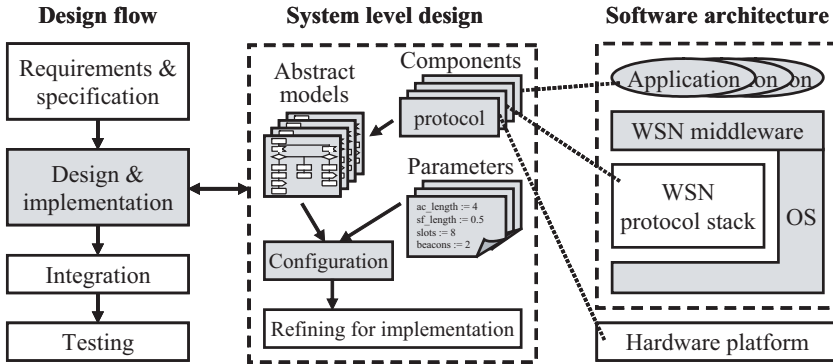 Design flow
System level design
Software architecture
Requirements &
specification
Design &
implementation
Integration
Testing
Abstract
models
Components
protocol
Parameters
ac_length := 4
sf_length := 0.5
slots := 8
beacons := 2
Configuration
Refining for implementation
Application ion on
WSN middleware
WSN
protocol stack
OS
Hardware platform